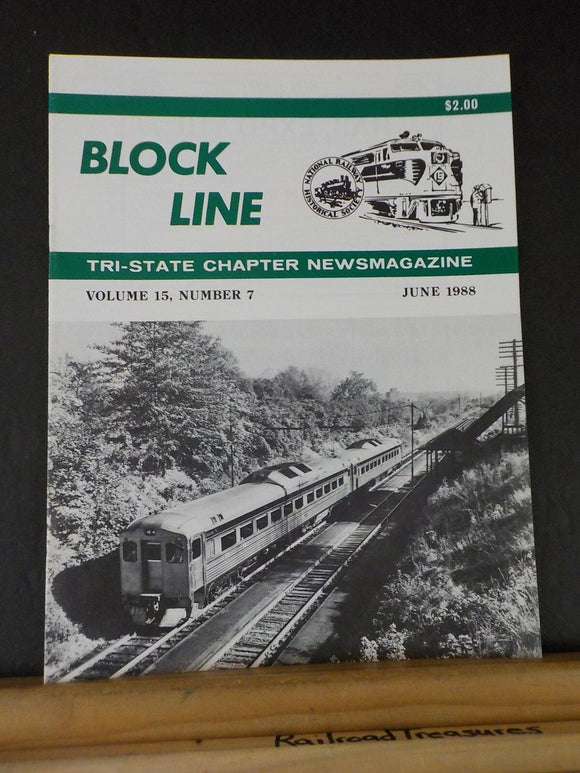 $2.00
BLOCK
LINE
NATIONAL RAILWAY
HISTORICAL SOCIETY
E
TRI-STATE CHAPTER NEWSMAGAZINE
VOLUME 15, NUMBER 7
JUNE 1988
Railroad Treasures